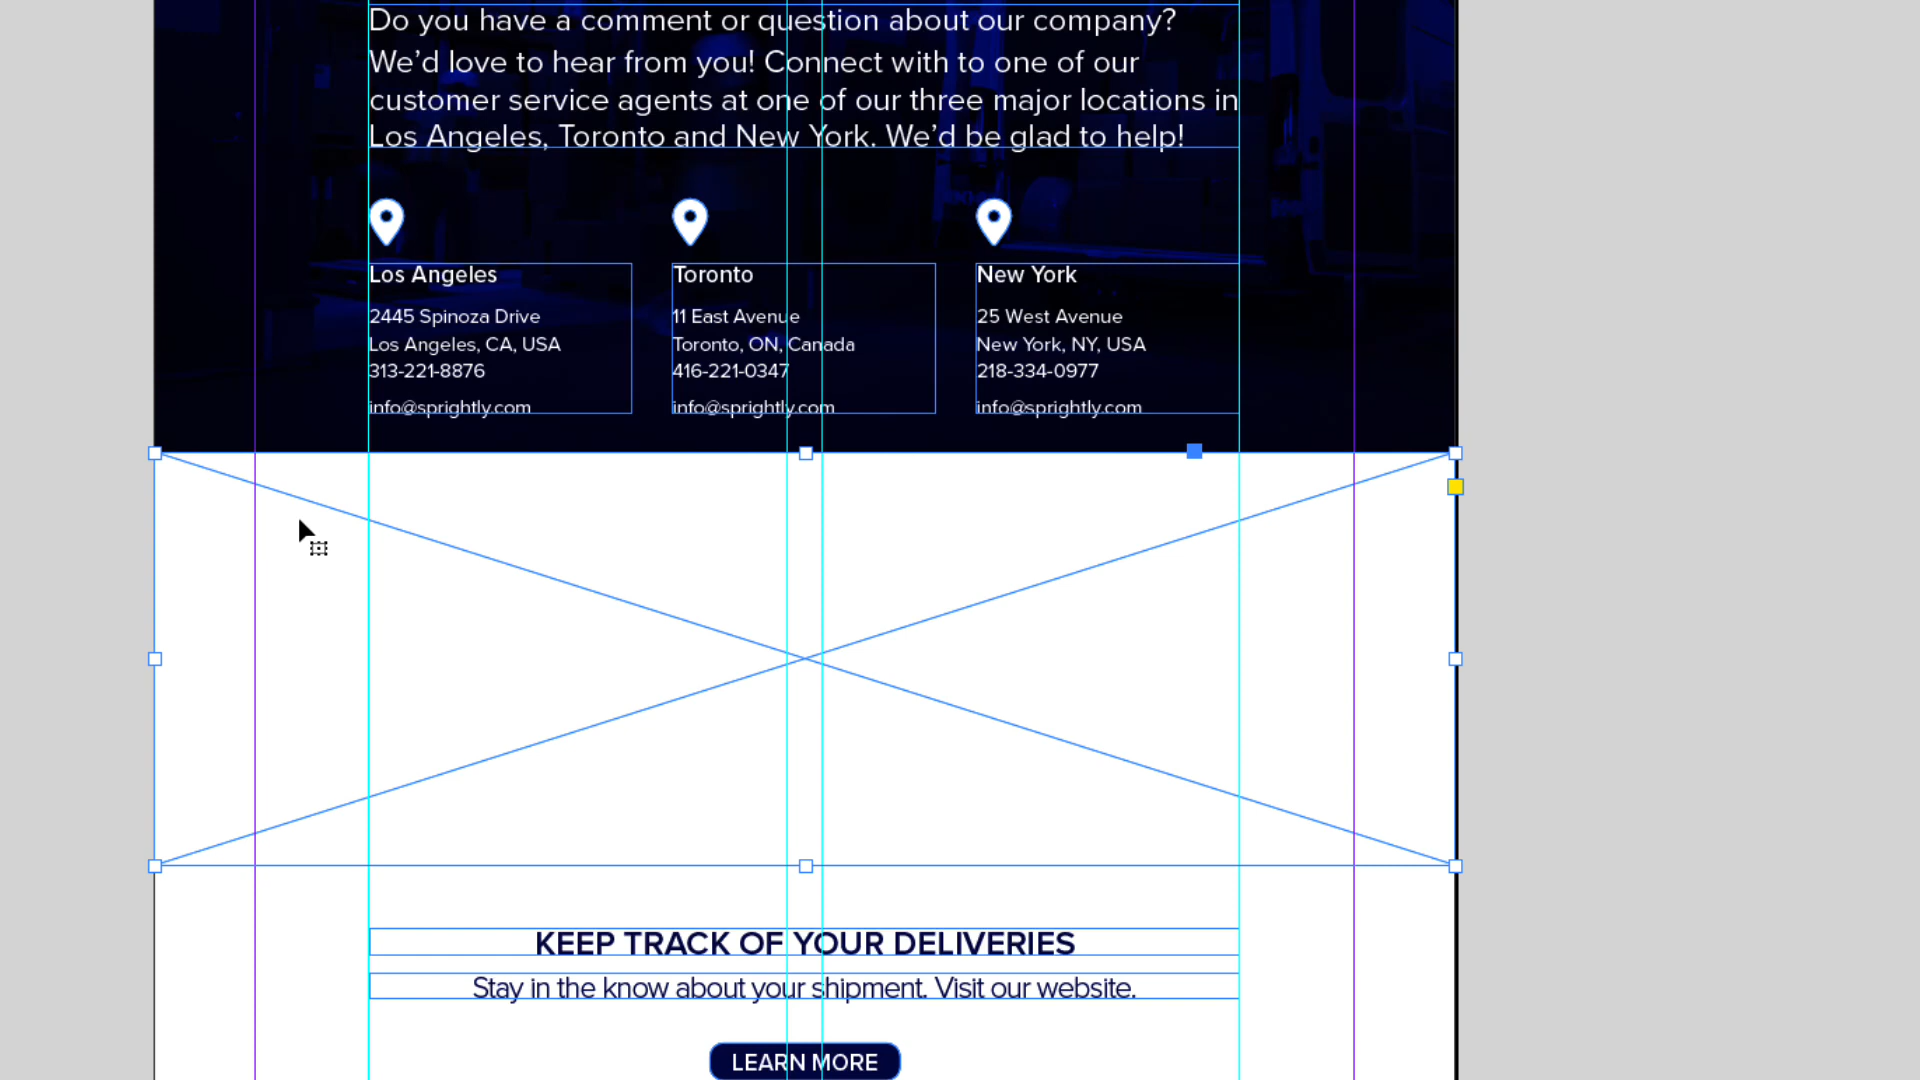 Do you have a comment or question about our company?
We’d love to hear from you! Connect with to one of our
customer service agents at one of our three major locations in
Los Angeles, Toronto and New York. We’d be glad to help!
Los Angeles
2445 Spinoza Drive
Los Angeles, CA, USA
313-221-8876
info@sprightly.com
Toronto
11 East Avenue
Toronto, ON, Canada
416-221-0347
info@sprightly.com
New York
25 West Avenue
New York, NY, USA
218-334-0977
info@sprightly.com
KEEP TRACK OF YOUR DELIVERIES
Stay in the know about your shipment. Visit our website.
LEARN MORE